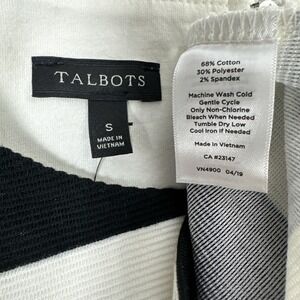 TALBOTS
S
MADE IN
VIETNAM
68% Cotton
30% Polyester
2% Spandex
Machine Wash Cold
Gentle Cycle
Only Non-Chlorine
Bleach When Needed
Tumble Dry Low
Cool Iron If Needed
Made In Vietnam
CA #23147
VN4900 04/19